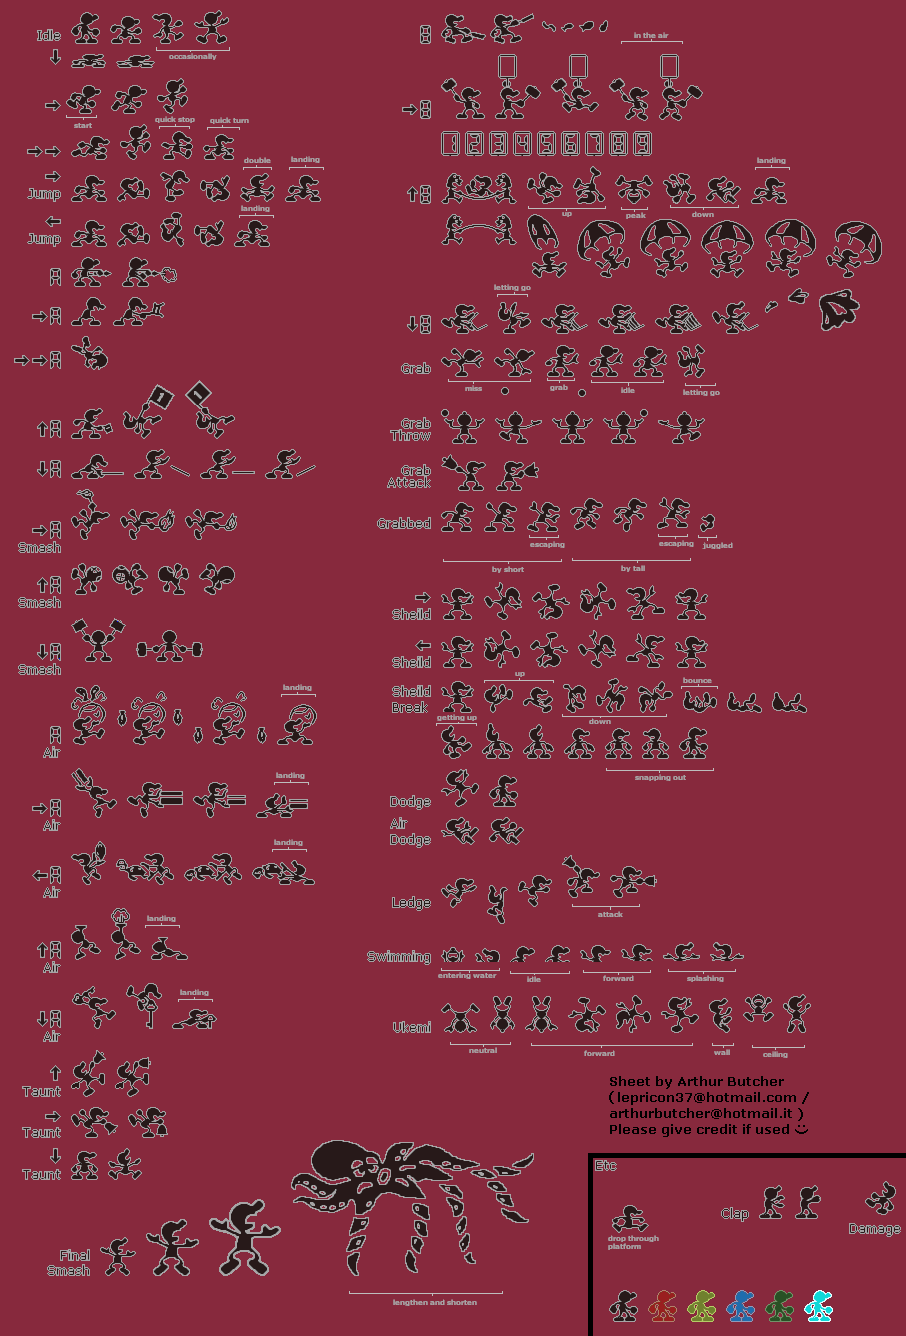 Idle
occasionally
→
start
quick stop
quick turn
→→
double
landing
→
Jump
←
Jump
landing
A
→A
→→A
↑A
1
1
↓A
→A
Smash
↑A
Smash
↓A
Smash
landing
A
Air
landing
→A
Air
landing
←A
Air
landing
↑A
Air
landing
↓A
Air
↑
Taunt
→
Taunt
↓
Taunt
Final
Smash
lengthen and shorten
B
in the air
→B
1 2 3 4 5 6 7 8 9
landing
↑B
up
peak
down
letting go
↓B
Grab
miss
grab
idle
letting go
Grab
Throw
Grab
Attack
Grabbed
escaping
escaping
juggled
by short
by tail
→
Sheild
←
Sheild
up
bounce
Sheild
Break
getting up
down
snapping out
Dodge
Air
Dodge
Ledge
attack
Swimming
entering water
idle
forward
splashing
Ukemi
neutral
forward
wall
ceiling
Sheet by Arthur Butcher
(lepricon37@hotmail.com /
arthurbutcher@hotmail.it )
Please give credit if used
Etc
Clap
Damage
drop through
platform